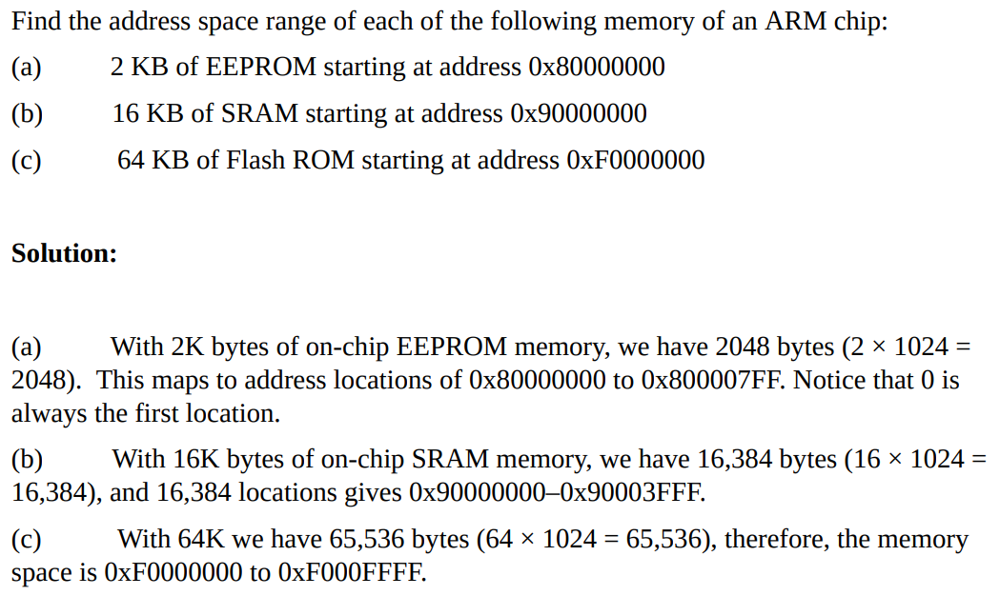 Find the address space range of each of the following memory of an ARM chip:
(a) 2 KB of EEPROM starting at address 0x80000000
(b) 16 KB of SRAM starting at address 0x90000000
(c) 64 KB of Flash ROM starting at address 0xF0000000
Solution:
(a) With 2K bytes of on-chip EEPROM memory, we have 2048 bytes (2 × 1024 =
2048). This maps to address locations of 0x80000000 to 0x800007FF. Notice that 0 is
always the first location.
(b) With 16K bytes of on-chip SRAM memory, we have 16,384 bytes (16 × 1024 =
16,384), and 16,384 locations gives 0x90000000–0x90003FFF.
(c) With 64K we have 65,536 bytes (64 × 1024 = 65,536), therefore, the memory
space is 0xF0000000 to 0xF000FFFF.